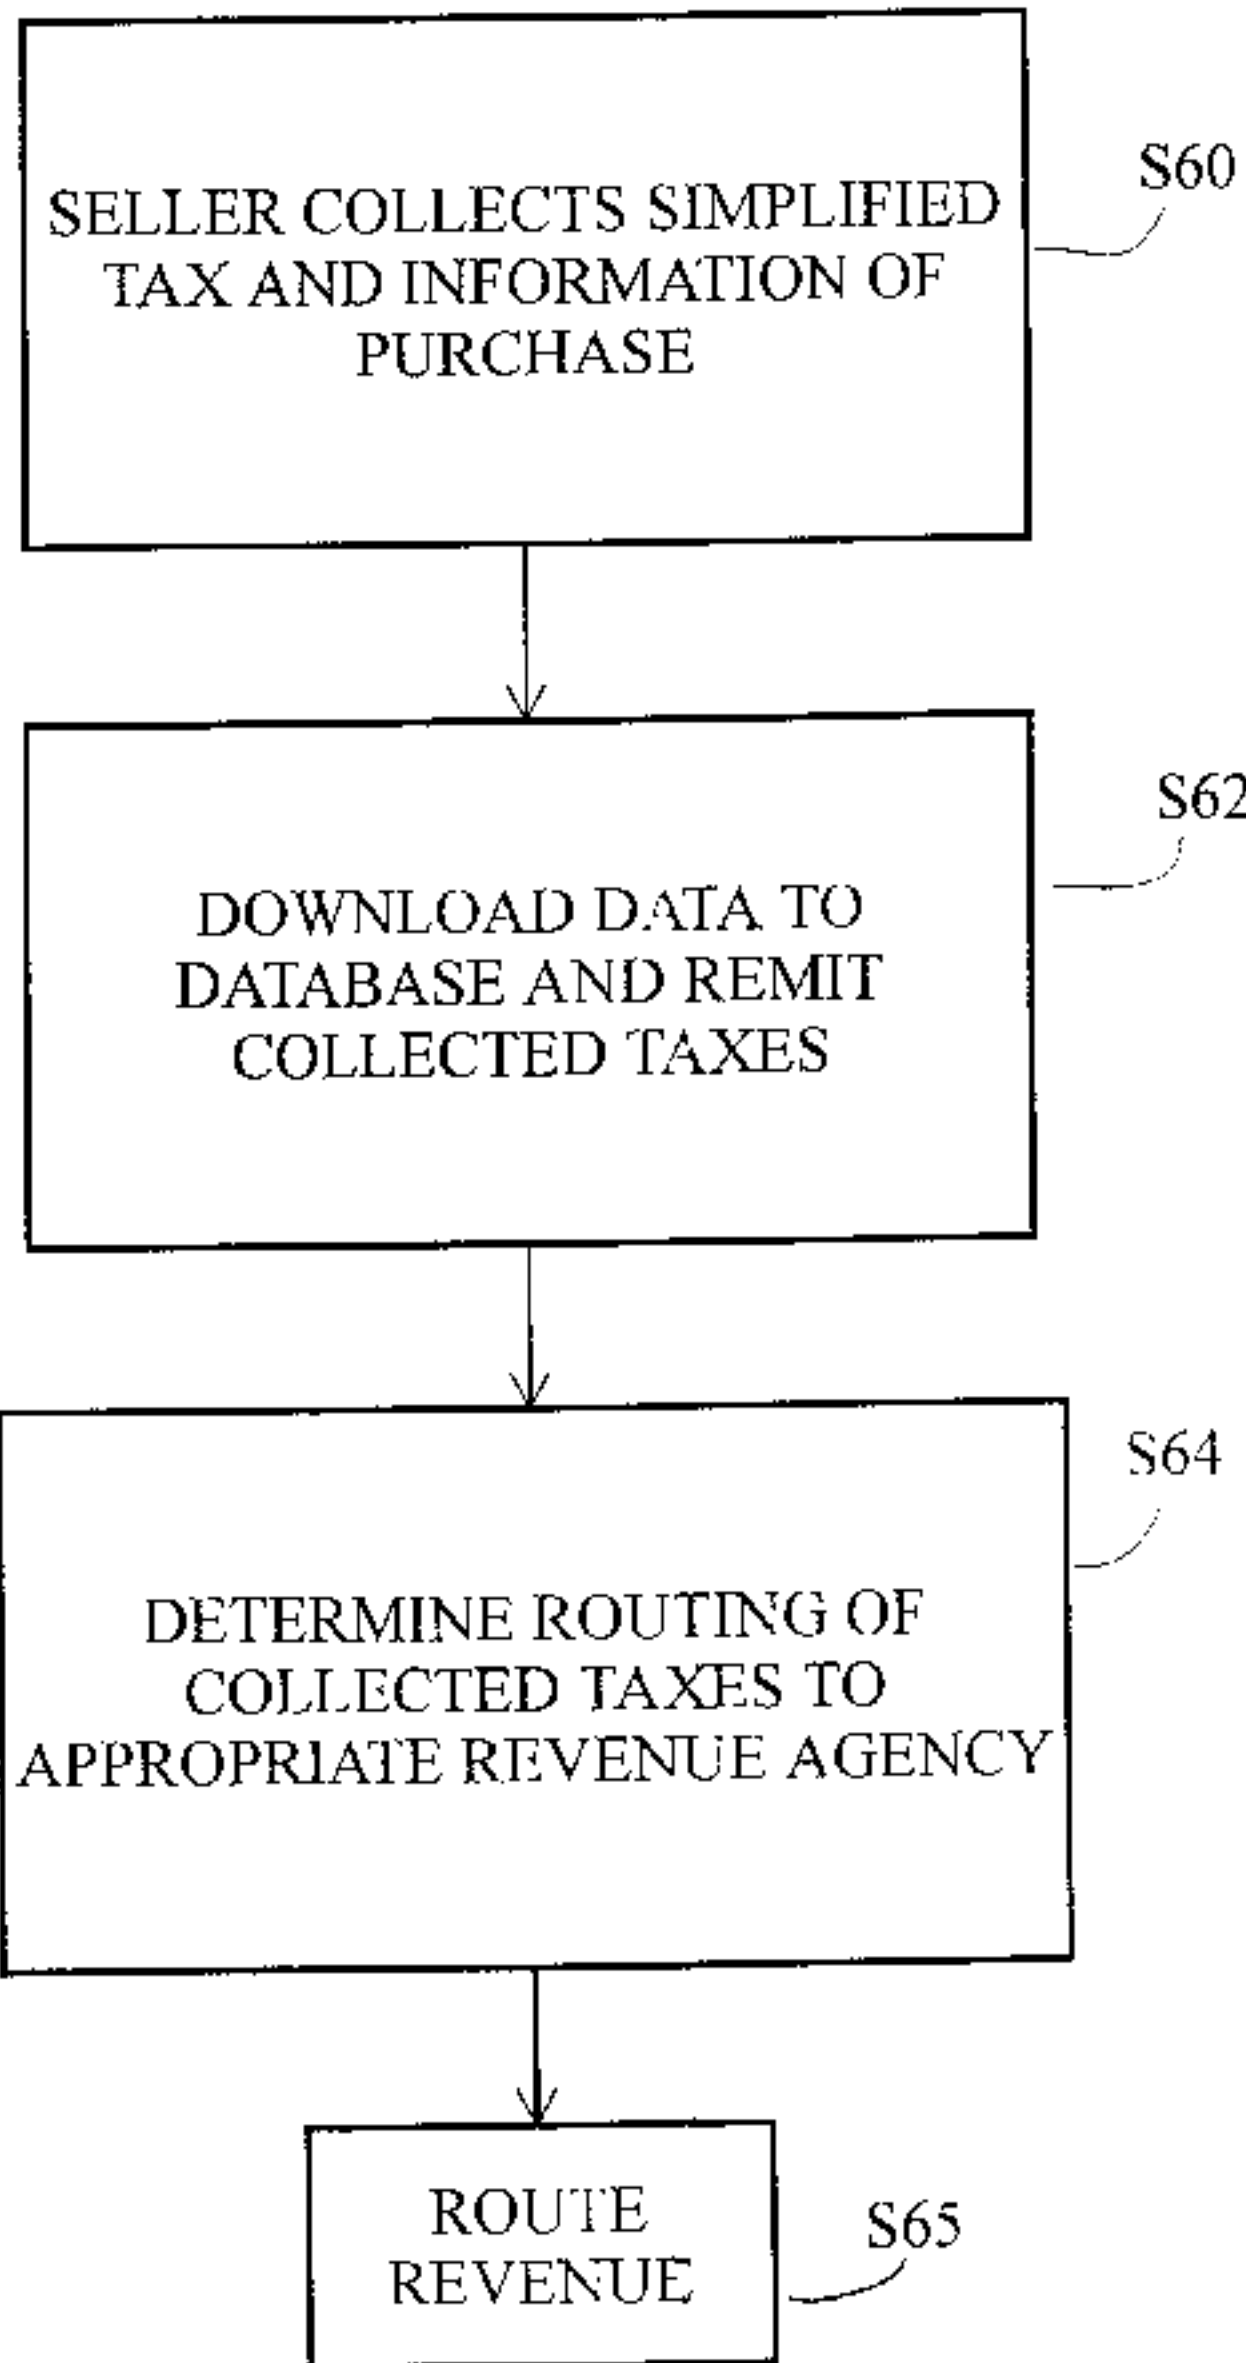 SELLER COLLECTS SIMPLIFIED
TAX AND INFORMATION OF
PURCHASE
S60
DOWNLOAD DATA TO
DATABASE AND REMIT
COLLECTED TAXES
S62
DETERMINE ROUTING OF
COLLECTED TAXES TO
APPROPRIATE REVENUE AGENCY
S64
ROUTE
REVENUE
S65